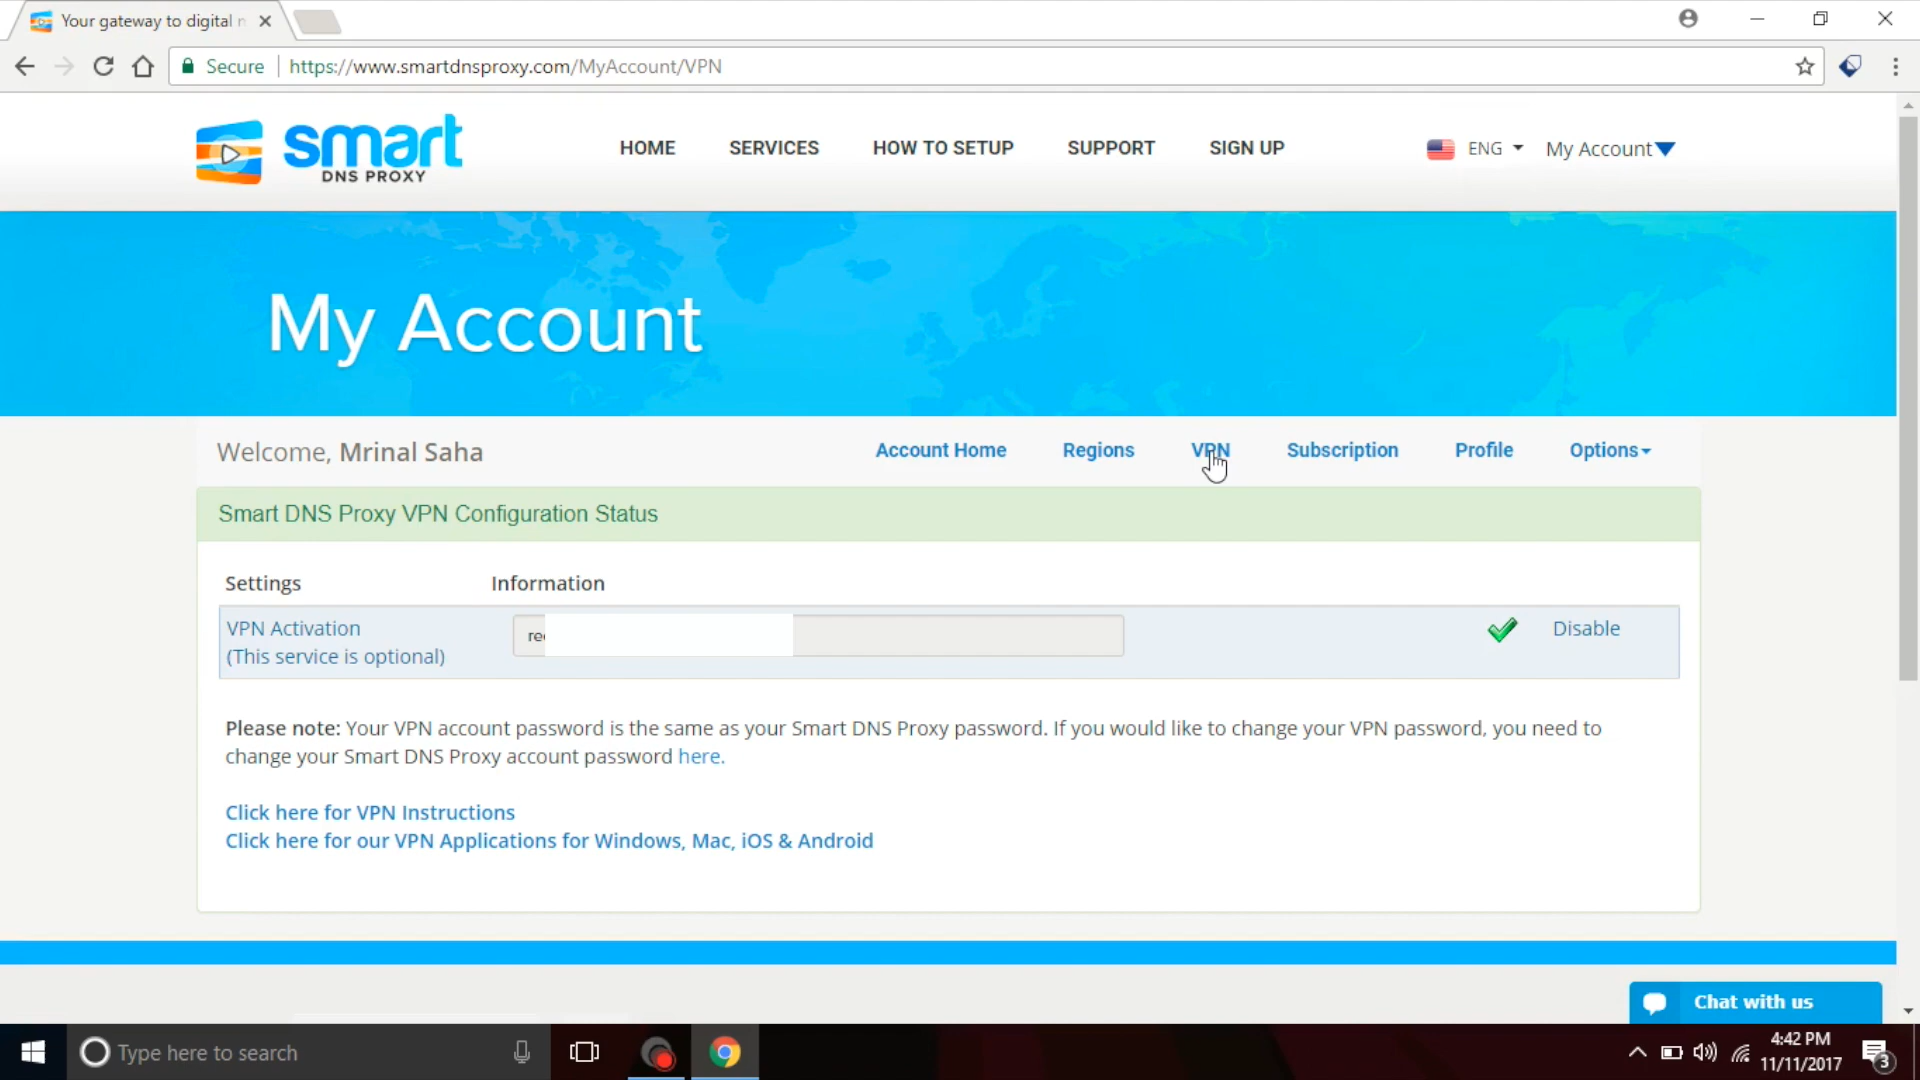 Your gateway to digital
Secure
https://www.smartdnsproxy.com/MyAccount/VPN
smart
DNS PROXY
HOME
SERVICES
HOW TO SETUP
SUPPORT
SIGN UP
ENG
My Account
My Account
Welcome, Mrinal Saha
Account Home
Regions
VPN
Subscription
Profile
Options
Smart DNS Proxy VPN Configuration Status
Settings
Information
VPN Activation
(This service is optional)
Disable
Please note: Your VPN account password is the same as your Smart DNS Proxy password. If you would like to change your VPN password, you need to
change your Smart DNS Proxy account password here.
Click here for VPN Instructions
Click here for our VPN Applications for Windows, Mac, iOS & Android
Chat with us
Type here to search
4:42 PM
11/11/2017
3